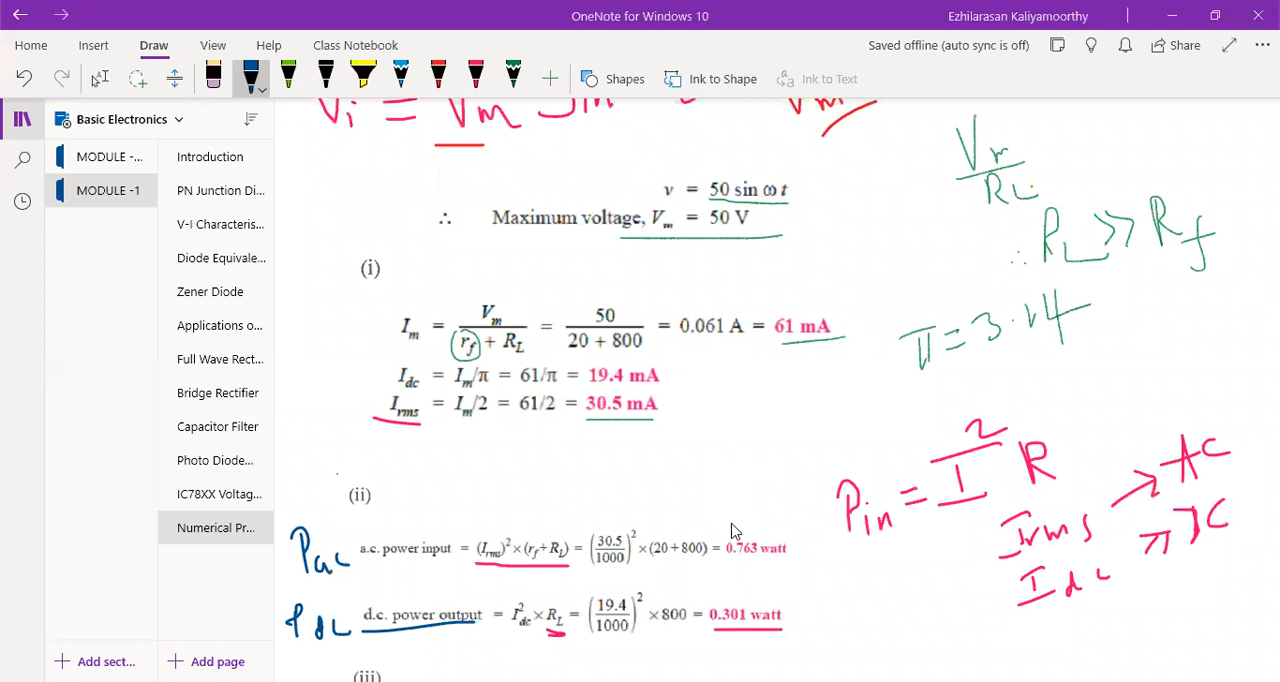 OneNote for Windows 10
Ezhilarasan Kaliyamoorthy
Home Insert Draw View Help Class Notebook
Saved offline (auto sync is off) Share
Shapes Ink to Shape Ink to Text
Basic Electronics
MODULE -...
MODULE -1
Introduction
PN Junction Di...
V-I Characteris...
Diode Equivale...
Zener Diode
Applications o...
Full Wave Rect...
Bridge Rectifier
Capacitor Filter
Photo Diode...
IC78XX Voltag...
Numerical Pr...
Add sect... Add page
Vi = Vm Sin
Vm
v = 50 sin ω t
∴ Maximum voltage, Vm = 50 V
(i)
Im = Vm / (rf + RL) = 50 / (20 + 800) = 0.061 A = 61 mA
Idc = Im/π = 61/π = 19.4 mA
Irms = Im/2 = 61/2 = 30.5 mA
(ii)
Pac a.c. power input = (Irms)² × (rf + RL) = (30.5/1000)² × (20 + 800) = 0.763 watt
Pdc d.c. power output = I²dc × RL = (19.4/1000)² × 800 = 0.301 watt
(iii)
Vm / RL
∴ RL >> Rf
π = 3.14
Pin = I² R
Irms → AC
Idc → DC